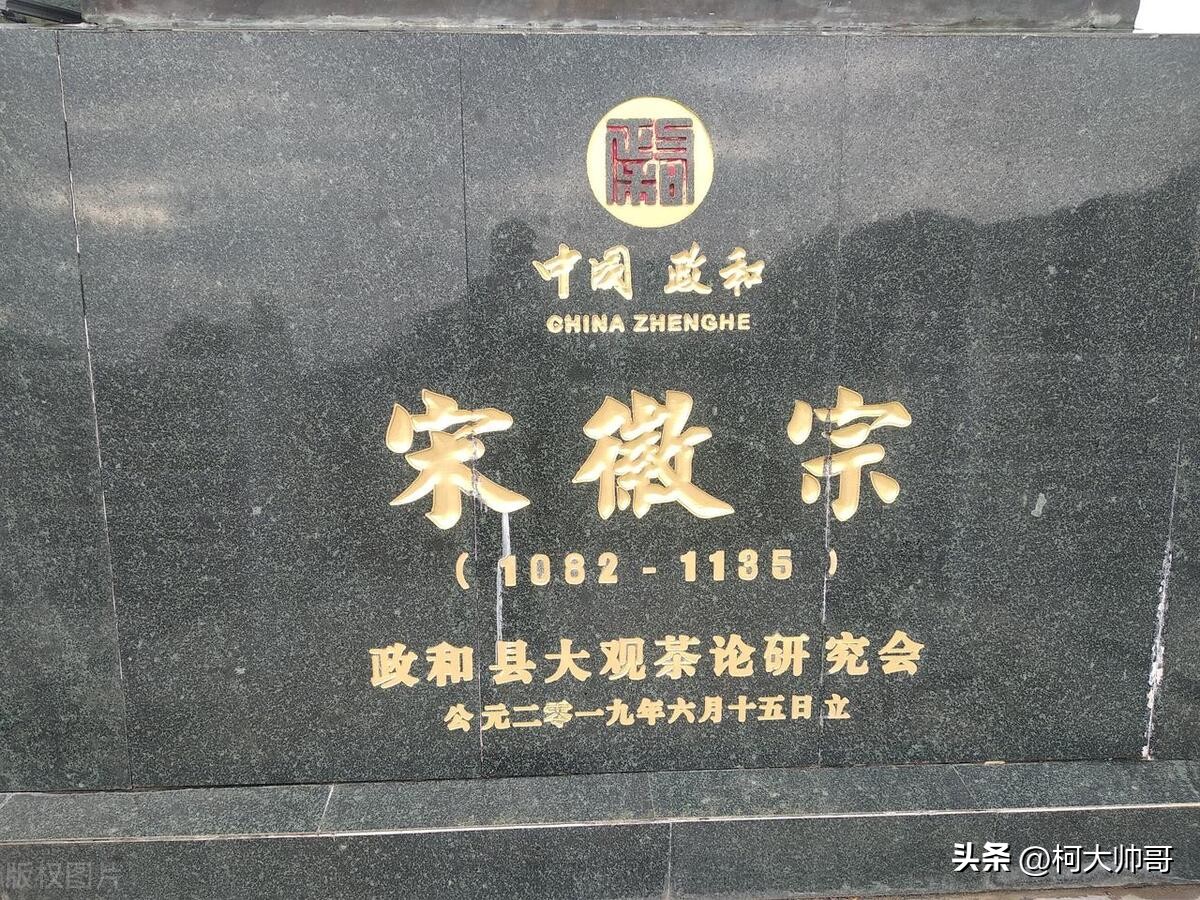 政和
中国 政和
CHINA ZHENGHE
宋徽宗
(1082-1135)
政和县大观茶论研究会
公元二零一九年六月十五日立
头条 @柯大帅哥
版权图片